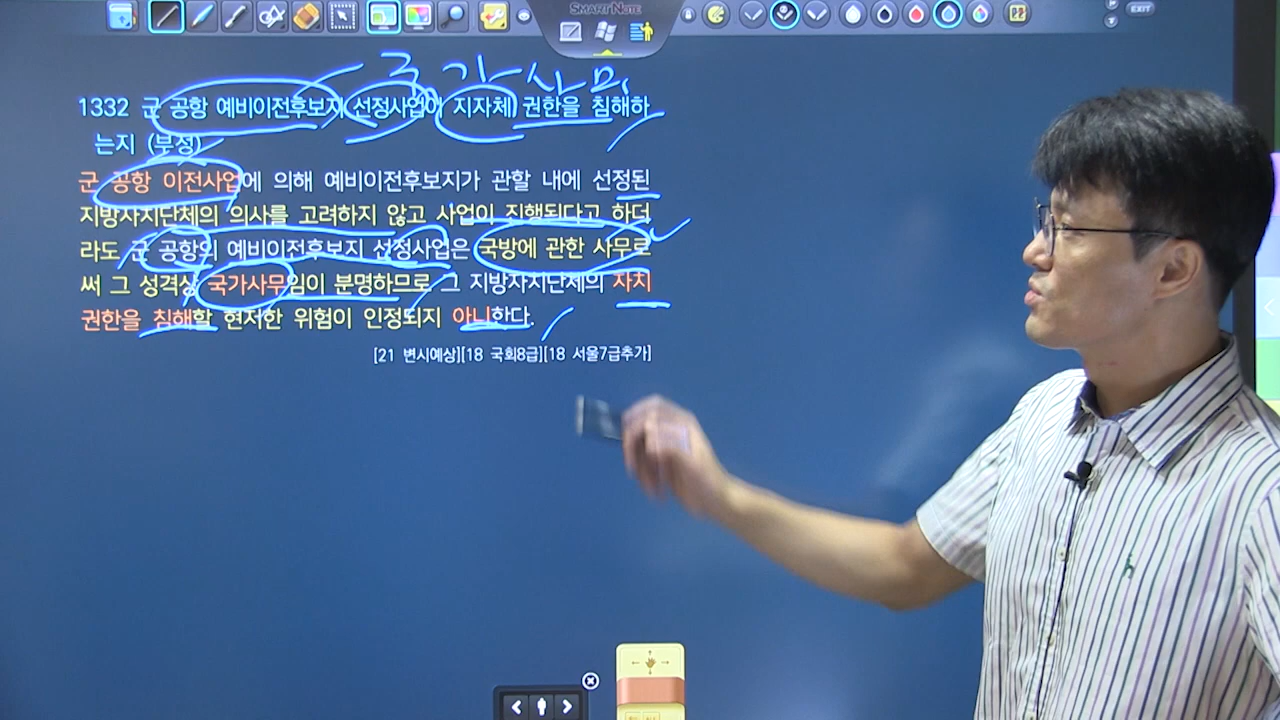 SMART NOTE
EXIT
국가사무
1332 군 공항 예비이전후보지 선정사업이 지자체 권한을 침해하
는지 (부정)
군 공항 이전사업에 의해 예비이전후보지가 관할 내에 선정된
지방자치단체의 의사를 고려하지 않고 사업이 진행된다고 하더
라도 군 공항의 예비이전후보지 선정사업은 국방에 관한 사무로
써 그 성격상 국가사무임이 분명하므로 그 지방자치단체의 자치
권한을 침해할 현저한 위험이 인정되지 아니한다.
[21 변시예상][18 국회8급][18 서울7급추가]